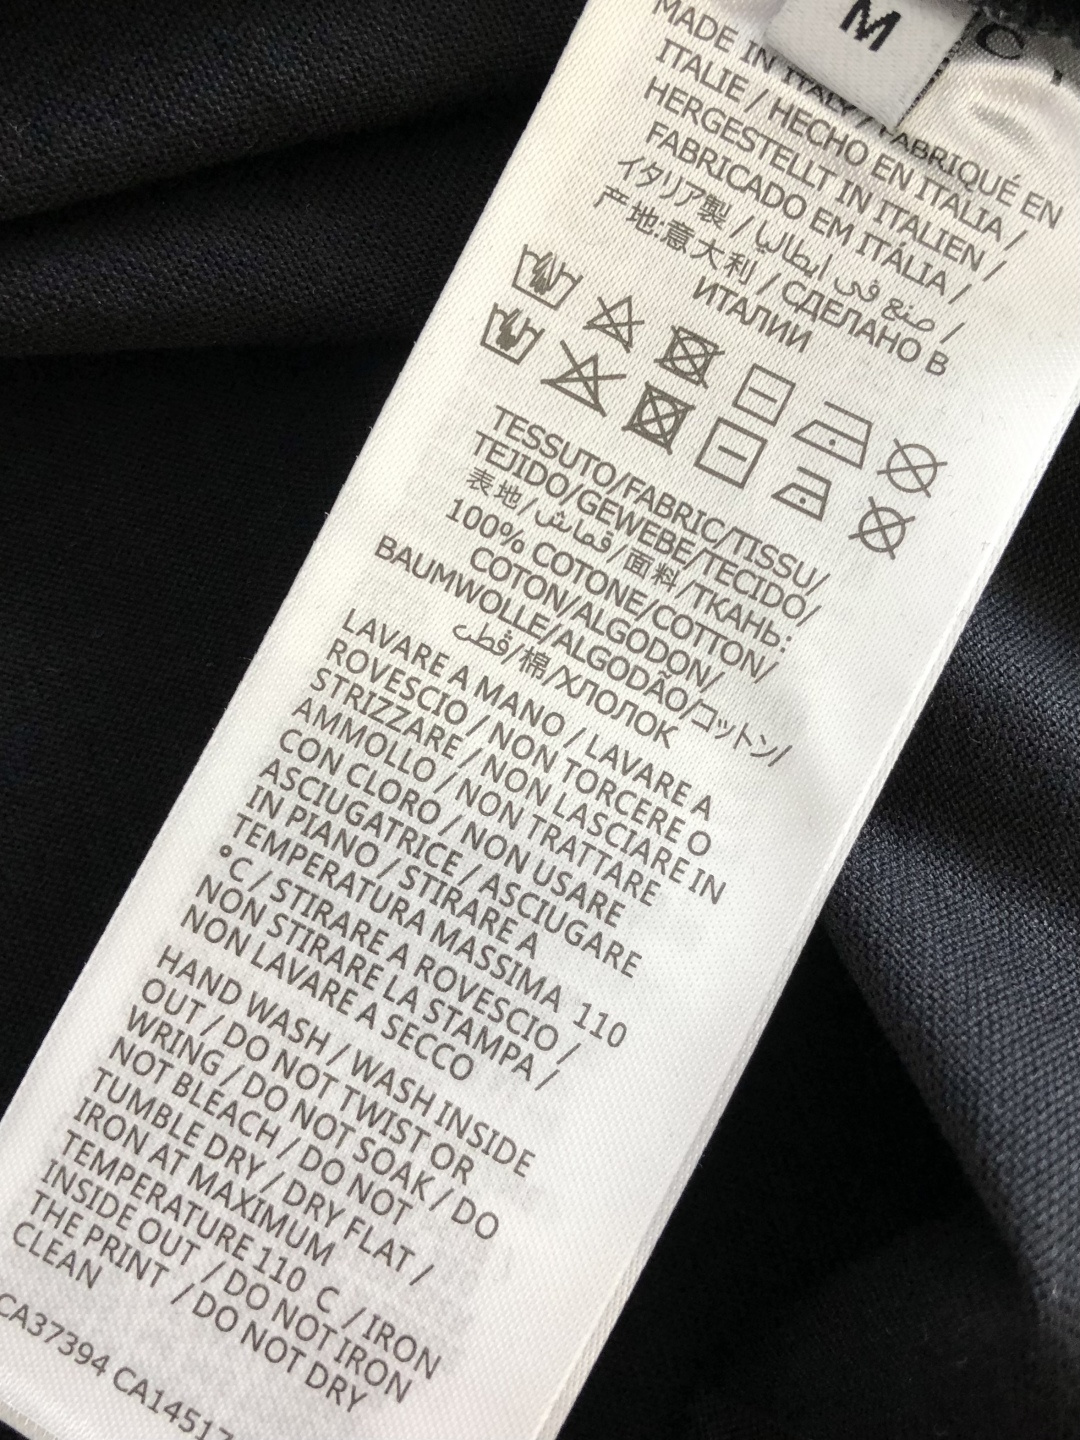 M
MADE IN ITALY / FABRIQUÉ EN
ITALIE / HECHO EN ITALIA /
HERGESTELLT IN ITALIEN /
FABRICADO EM ITÁLIA /
イタリア製 / صنع في ايطاليا /
产地:意大利 / СДЕЛАНО В
ИТАЛИИ
TESSUTO/FABRIC/TISSU/
TEJIDO/GEWEBE/TECIDO/
表地/قماش/面料/ТКАНЬ:
100% COTONE/COTTON/
COTON/ALGODON/
BAUMWOLLE/ALGODÃO/コットン/
قطن/棉/ХЛОПОК
LAVARE A MANO / LAVARE A
ROVESCIO / NON TORCERE O
STRIZZARE / NON LASCIARE IN
AMMOLLO / NON TRATTARE
CON CLORO / NON USARE
ASCIUGATRICE / ASCIUGARE
IN PIANO / STIRARE A
TEMPERATURA MASSIMA 110
°C / STIRARE A ROVESCIO /
NON STIRARE LA STAMPA /
NON LAVARE A SECCO
HAND WASH / WASH INSIDE
OUT / DO NOT TWIST OR
WRING / DO NOT SOAK / DO
NOT BLEACH / DO NOT
TUMBLE DRY / DRY FLAT /
IRON AT MAXIMUM
TEMPERATURE 110 C / IRON
INSIDE OUT / DO NOT IRON
THE PRINT / DO NOT DRY
CLEAN
CA37394 CA14517